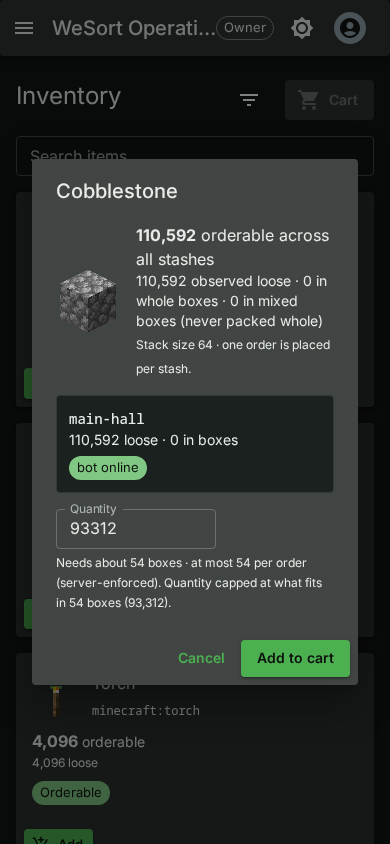 WeSort Operati... Owner
Inventory
Cart
Search items
Cobblestone
110,592 orderable across
all stashes
110,592 observed loose · 0 in
whole boxes · 0 in mixed
boxes (never packed whole)
Stack size 64 · one order is placed
per stash.
main-hall
110,592 loose · 0 in boxes
bot online
Quantity
93312
Needs about 54 boxes · at most 54 per order
(server-enforced). Quantity capped at what fits
in 54 boxes (93,312).
Cancel
Add to cart
Torch
minecraft:torch
4,096 orderable
4,096 loose
Orderable
Add